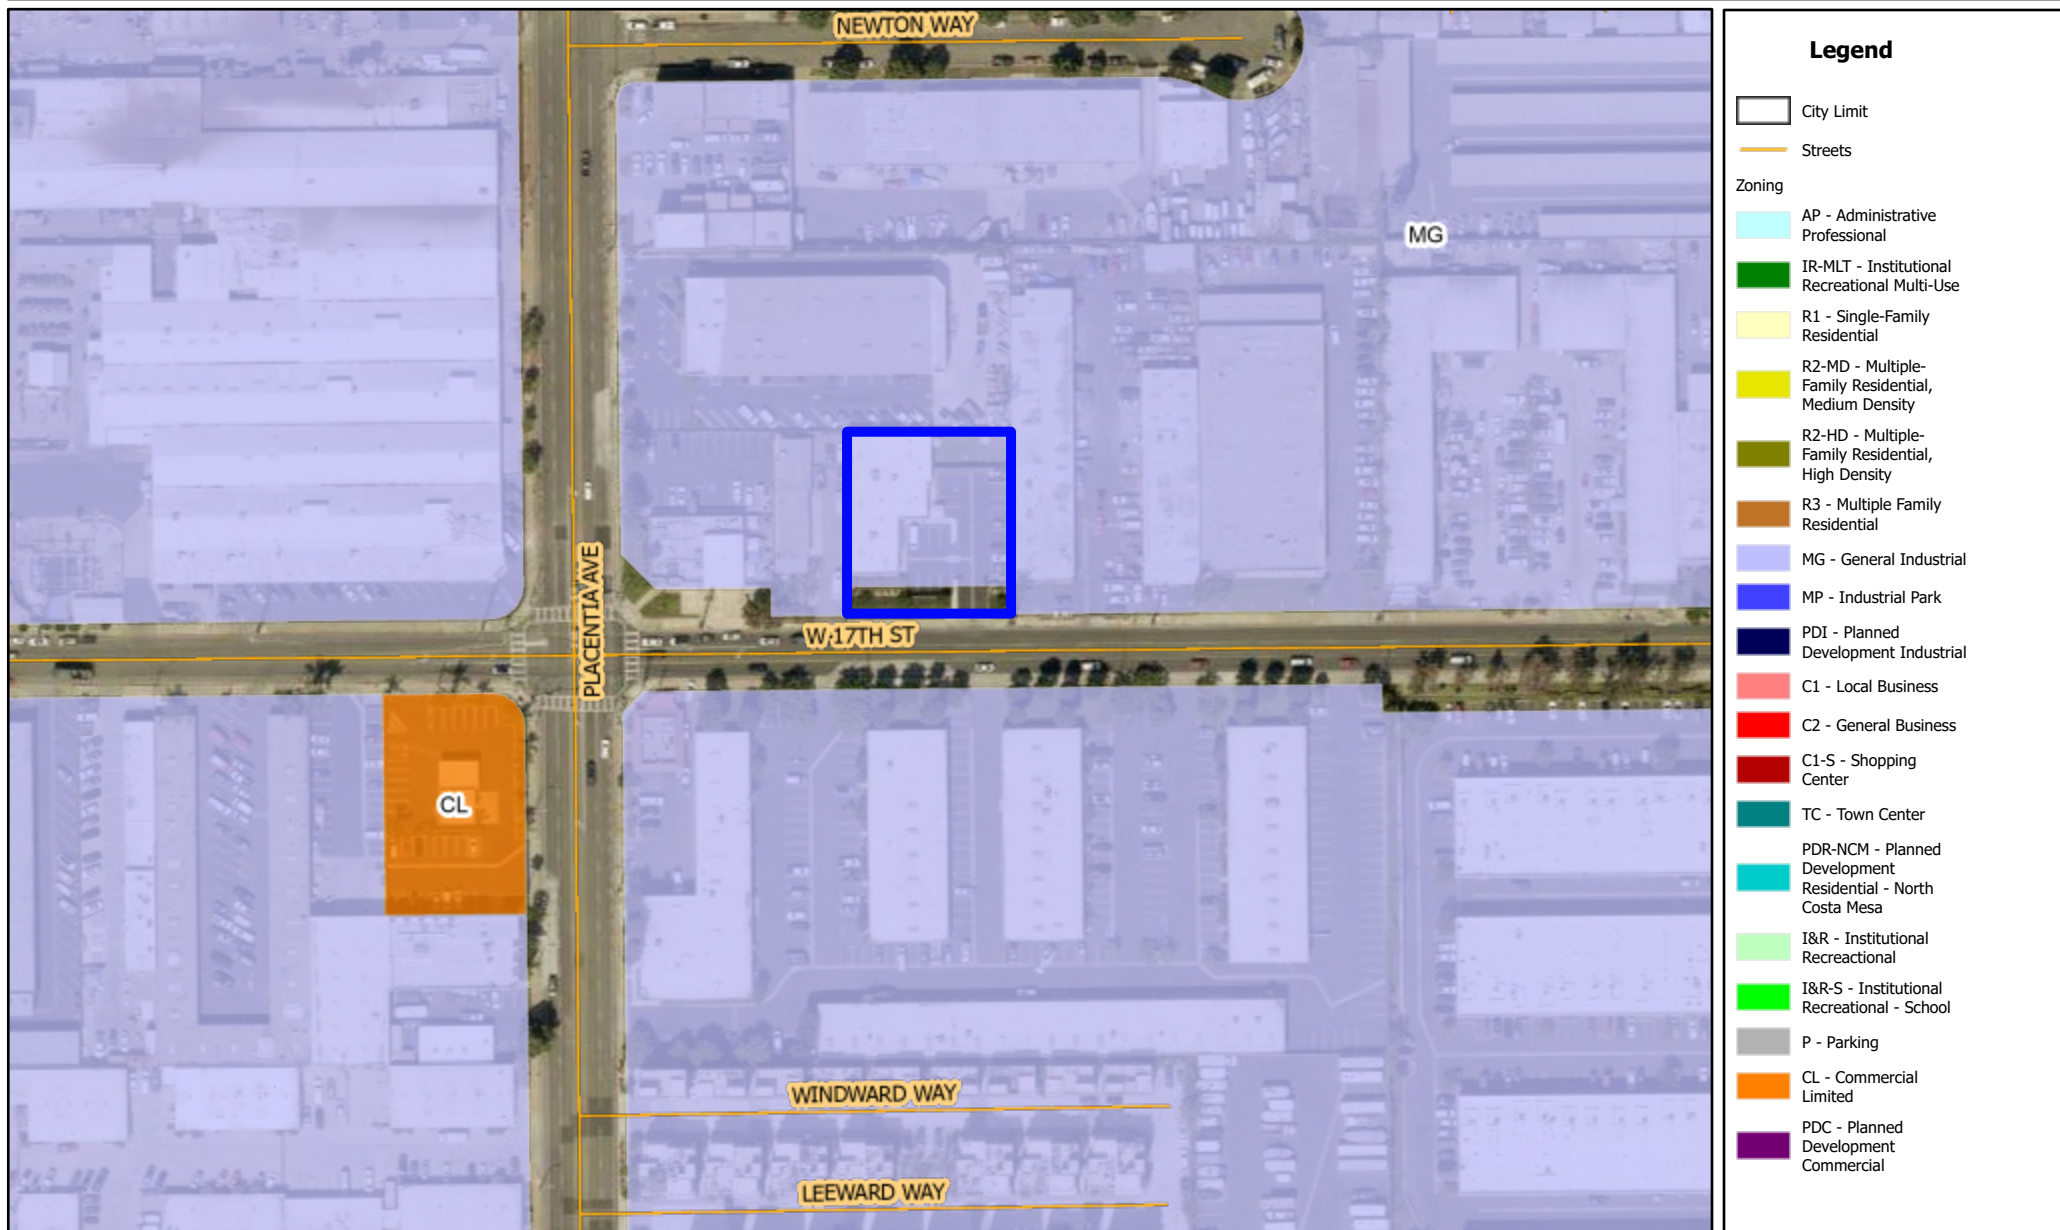 NEWTON WAY
MG
PLACENTIA AVE
W 17TH ST
CL
WINDWARD WAY
LEEWARD WAY
Legend
City Limit
Streets
Zoning
AP - Administrative
Professional
IR-MLT - Institutional
Recreational Multi-Use
R1 - Single-Family
Residential
R2-MD - Multiple-
Family Residential,
Medium Density
R2-HD - Multiple-
Family Residential,
High Density
R3 - Multiple Family
Residential
MG - General Industrial
MP - Industrial Park
PDI - Planned
Development Industrial
C1 - Local Business
C2 - General Business
C1-S - Shopping
Center
TC - Town Center
PDR-NCM - Planned
Development
Residential - North
Costa Mesa
I&R - Institutional
Recreactional
I&R-S - Institutional
Recreational - School
P - Parking
CL - Commercial
Limited
PDC - Planned
Development
Commercial